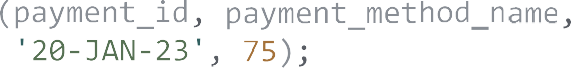 (payment_id, payment_method_name,
'20-JAN-23', 75);